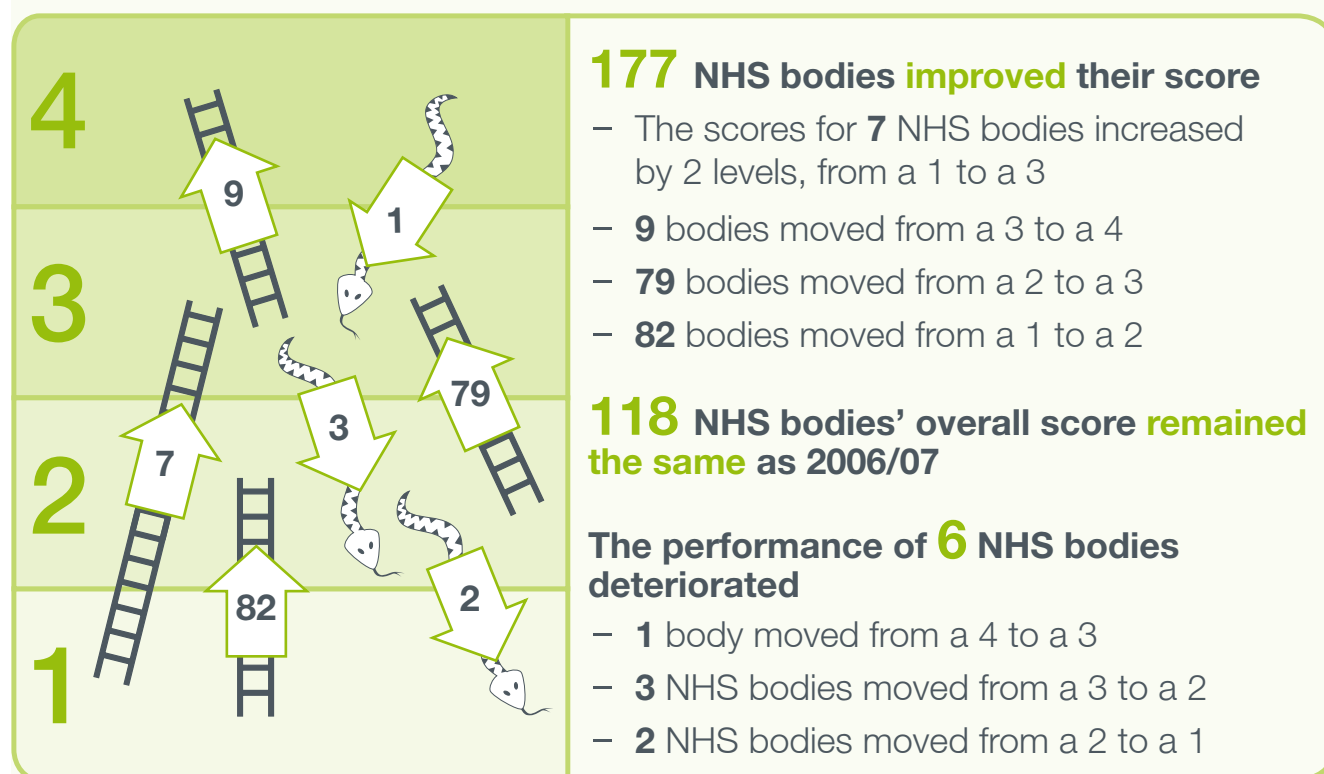 4
3
2
1
9
1
79
3
7
82
2
177 NHS bodies improved their score
– The scores for 7 NHS bodies increased
by 2 levels, from a 1 to a 3
– 9 bodies moved from a 3 to a 4
– 79 bodies moved from a 2 to a 3
– 82 bodies moved from a 1 to a 2
118 NHS bodies’ overall score remained
the same as 2006/07
The performance of 6 NHS bodies
deteriorated
– 1 body moved from a 4 to a 3
– 3 NHS bodies moved from a 3 to a 2
– 2 NHS bodies moved from a 2 to a 1